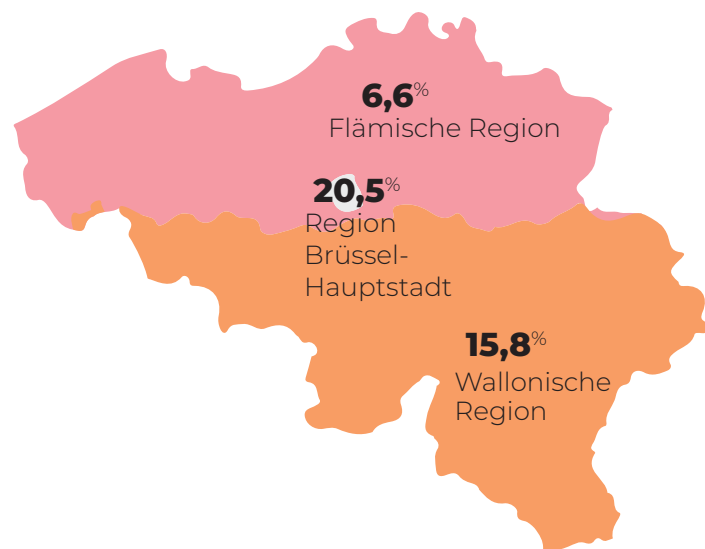 6,6%
Flämische Region
20,5%
Region
Brüssel-
Hauptstadt
15,8%
Wallonische
Region